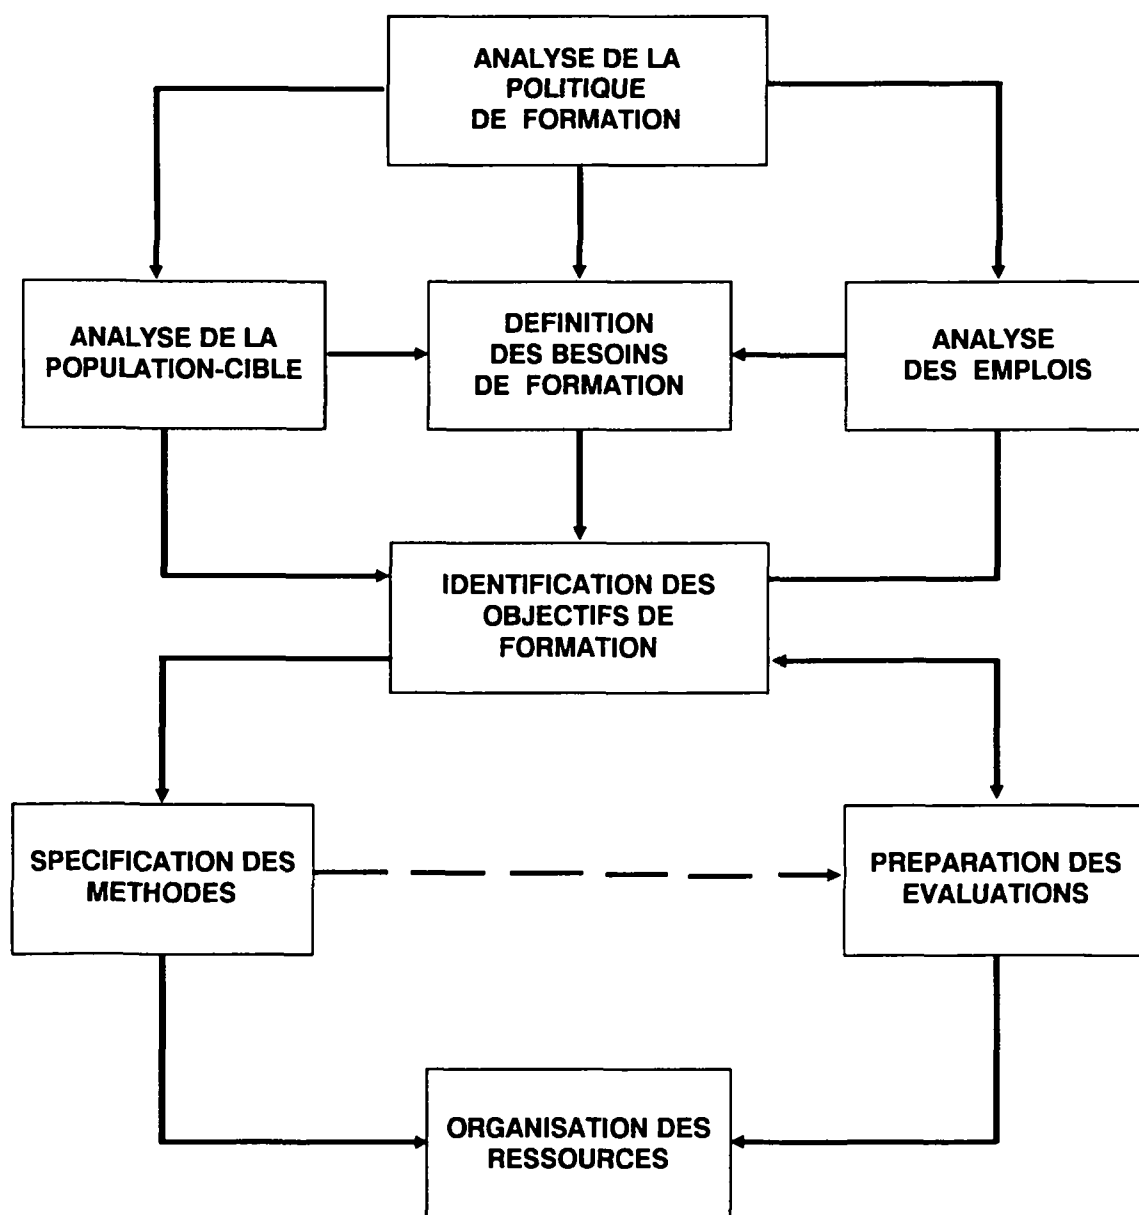 ANALYSE DE LA
POLITIQUE
DE FORMATION
ANALYSE DE LA
POPULATION-CIBLE
DEFINITION
DES BESOINS
DE FORMATION
ANALYSE
DES EMPLOIS
IDENTIFICATION DES
OBJECTIFS DE
FORMATION
SPECIFICATION DES
METHODES
PREPARATION DES
EVALUATIONS
ORGANISATION DES
RESSOURCES